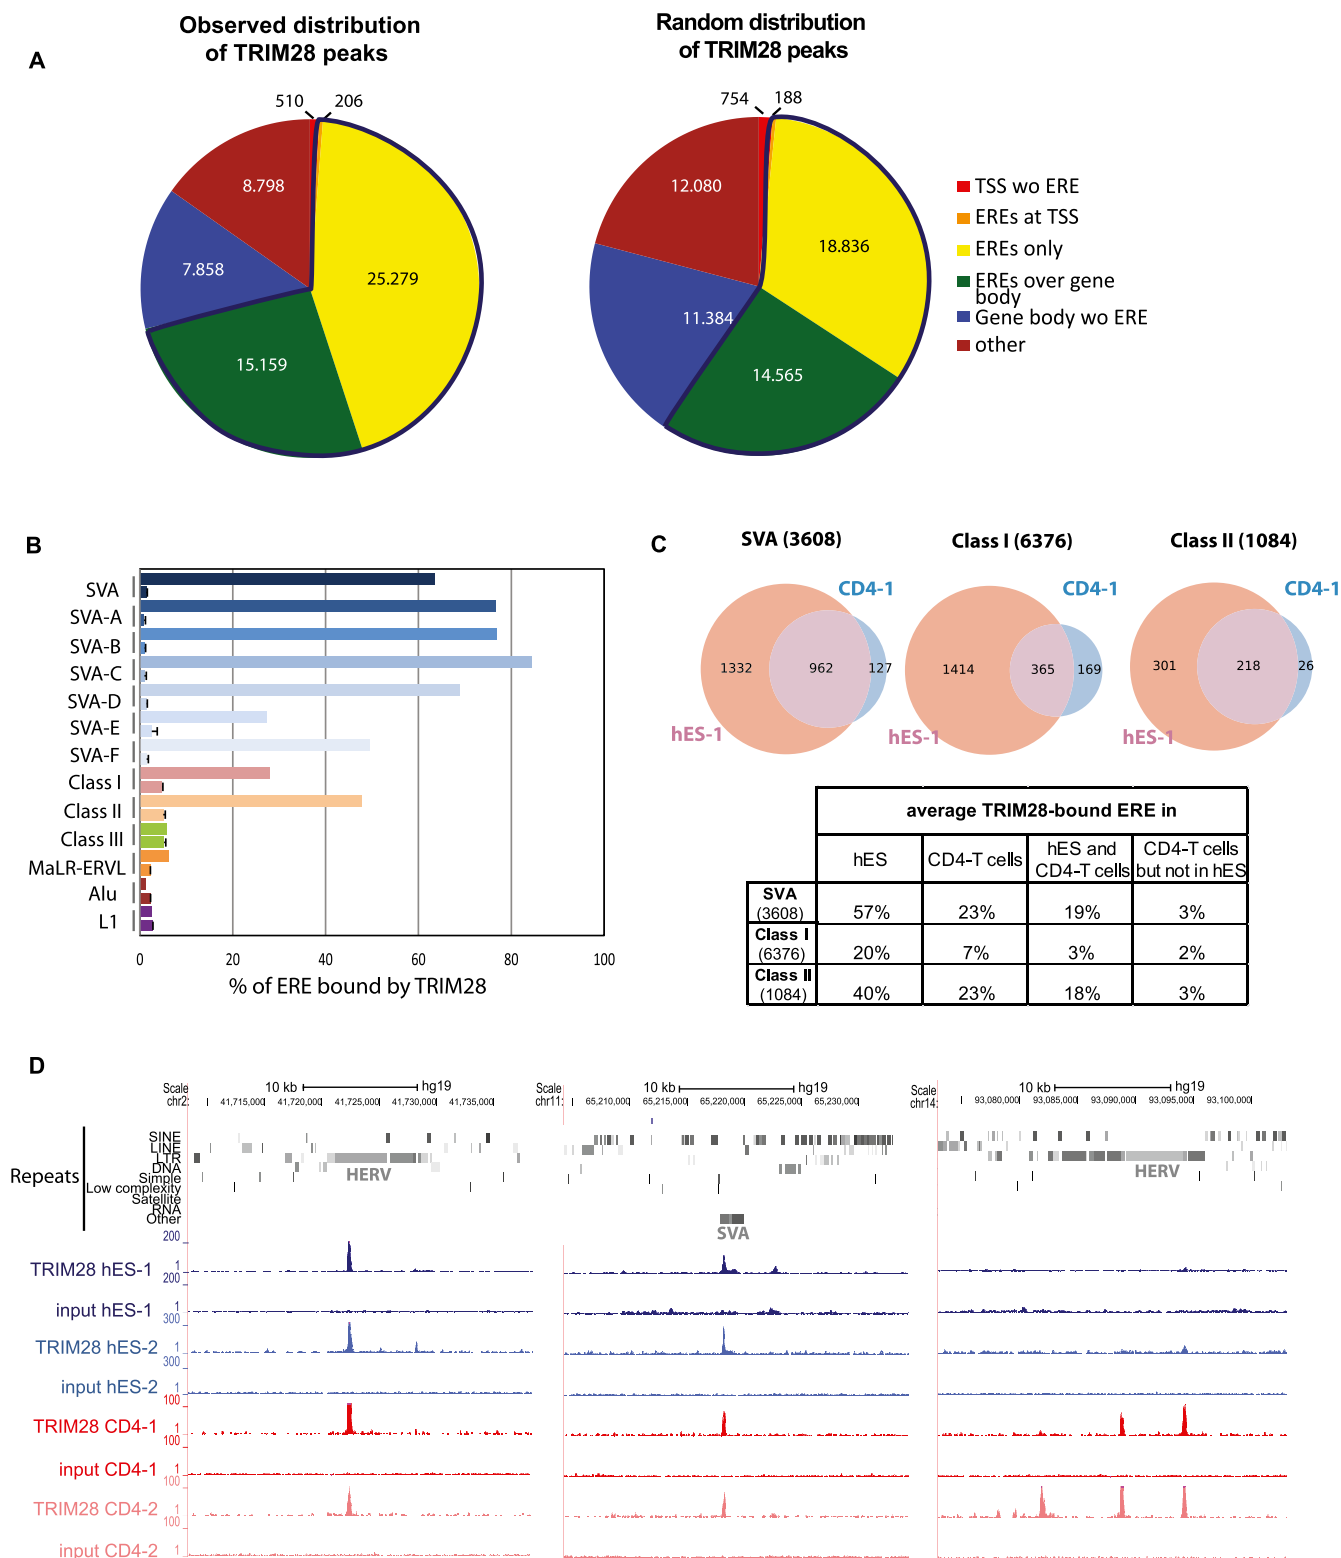 Observed distribution
of TRIM28 peaks
Random distribution
of TRIM28 peaks
A
510
206
8.798
7.858
25.279
15.159
754
188
12.080
18.836
11.384
14.565
TSS wo ERE
EREs at TSS
EREs only
EREs over gene
body
Gene body wo ERE
other
B
SVA
SVA-A
SVA-B
SVA-C
SVA-D
SVA-E
SVA-F
Class I
Class II
Class III
MaLR-ERVL
Alu
L1
0
20
40
60
80
100
% of ERE bound by TRIM28
C
SVA (3608)
Class I (6376)
Class II (1084)
CD4-1
CD4-1
CD4-1
1332
962
127
1414
365
169
301
218
26
hES-1
hES-1
hES-1
average TRIM28-bound ERE in
hES
CD4-T cells
hES and
CD4-T cells
CD4-T cells
but not in hES
SVA
(3608)
57%
23%
19%
3%
Class I
(6376)
20%
7%
3%
2%
Class II
(1084)
40%
23%
18%
3%
D
Scale
chr2:
10 kb
hg19
41,715,000
41,720,000
41,725,000
41,730,000
41,735,000
Scale
chr11:
10 kb
hg19
65,210,000
65,215,000
65,220,000
65,225,000
65,230,000
Scale
chr14:
10 kb
hg19
93,080,000
93,085,000
93,090,000
93,095,000
93,100,000
Repeats
SINE
LINE
LTR
DNA
Simple
Low complexity
Satellite
RNA
Other
HERV
SVA
HERV
200
TRIM28 hES-1
1
200
input hES-1
1
300
TRIM28 hES-2
1
300
input hES-2
1
100
TRIM28 CD4-1
1
100
input CD4-1
1
100
TRIM28 CD4-2
1
100
input CD4-2
1